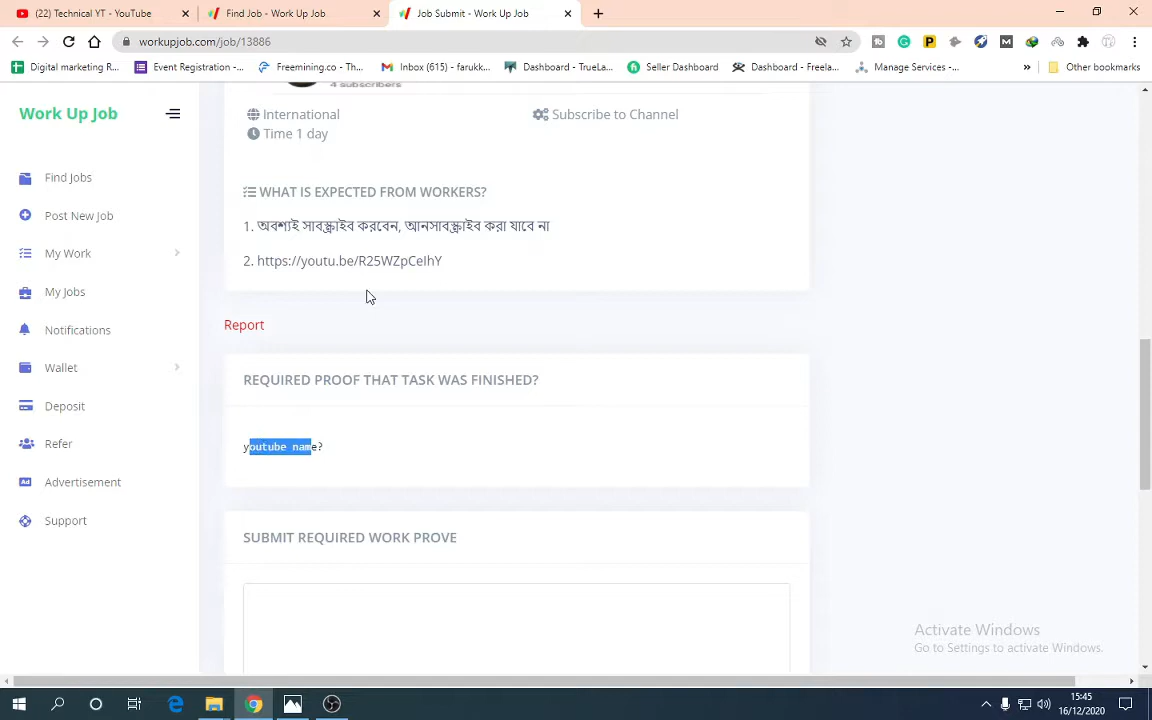 (22) Technical YT - YouTube
Find Job - Work Up Job
Job Submit - Work Up Job
workupjob.com/job/13886
Digital marketing R...
Event Registration -...
Freemining.co - Th...
Inbox (615) - farukk...
Dashboard - TrueLa...
Seller Dashboard
Dashboard - Freela...
Manage Services -...
»
Other bookmarks
Work Up Job
Find Jobs
Post New Job
My Work
My Jobs
Notifications
Wallet
Deposit
Refer
Ad
Advertisement
Support
4 subscribers
International
Subscribe to Channel
Time 1 day
WHAT IS EXPECTED FROM WORKERS?
1. অবশ্যই সাবস্ক্রাইব করবেন, আনসাবস্ক্রাইব করা যাবে না
2. https://youtu.be/R25WZpCeIhY
Report
REQUIRED PROOF THAT TASK WAS FINISHED?
youtube name?
SUBMIT REQUIRED WORK PROVE
Activate Windows
Go to Settings to activate Windows.
15:45
16/12/2020